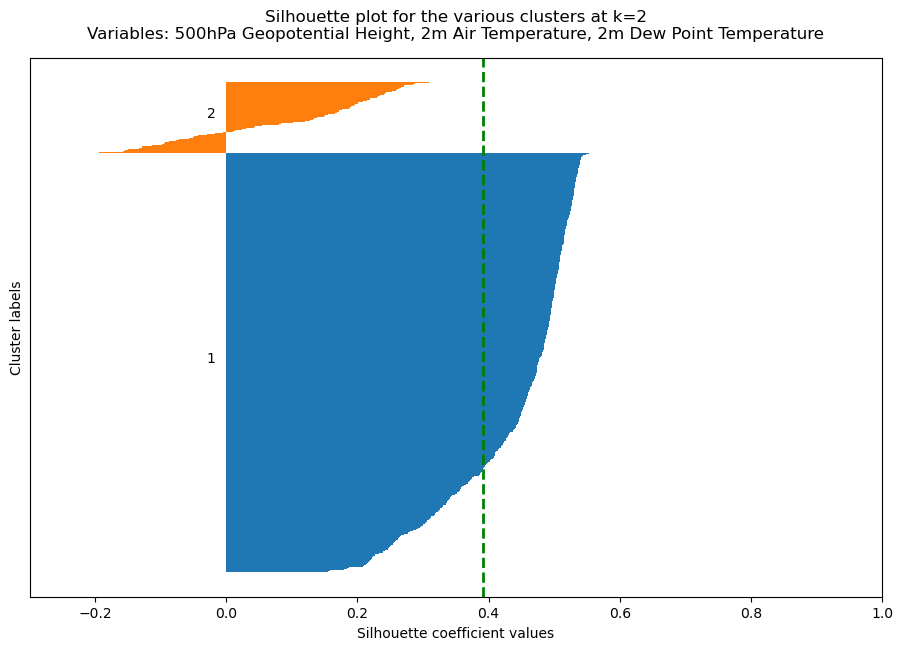 Silhouette plot for the various clusters at k=2
Variables: 500hPa Geopotential Height, 2m Air Temperature, 2m Dew Point Temperature
2
1
Cluster labels
−0.2 0.0 0.2 0.4 0.6 0.8 1.0
Silhouette coefficient values